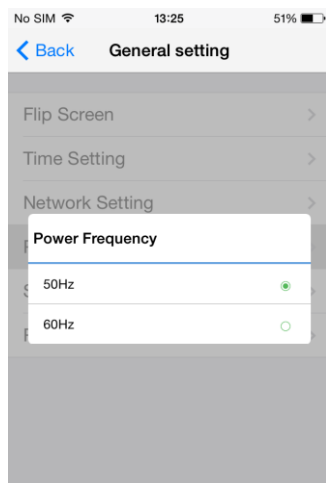 No SIM 13:25 51%
Back General setting
Flip Screen
Time Setting
Network Setting
Power Frequency
50Hz
60Hz